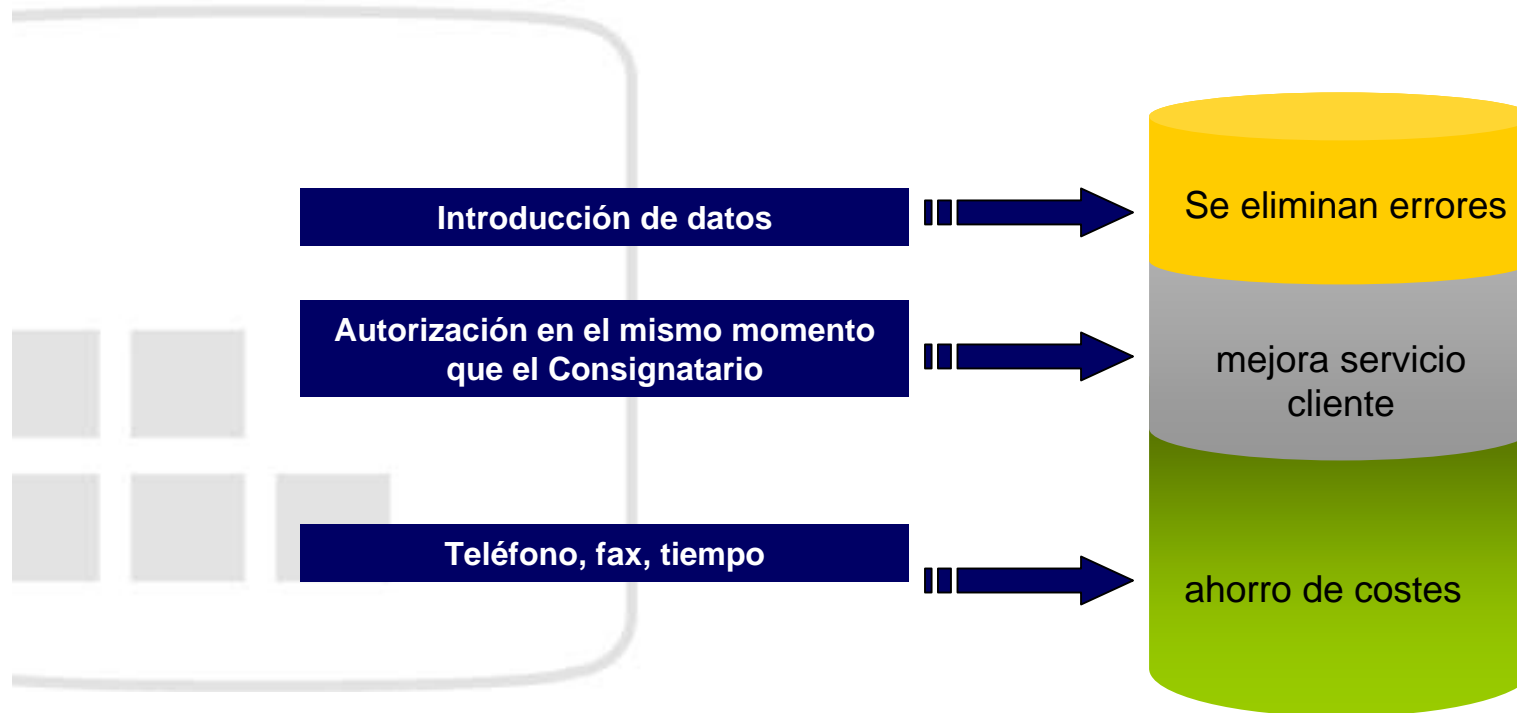 Introducción de datos
Se eliminan errores
Autorización en el mismo momento
que el Consignatario
mejora servicio
cliente
Teléfono, fax, tiempo
ahorro de costes